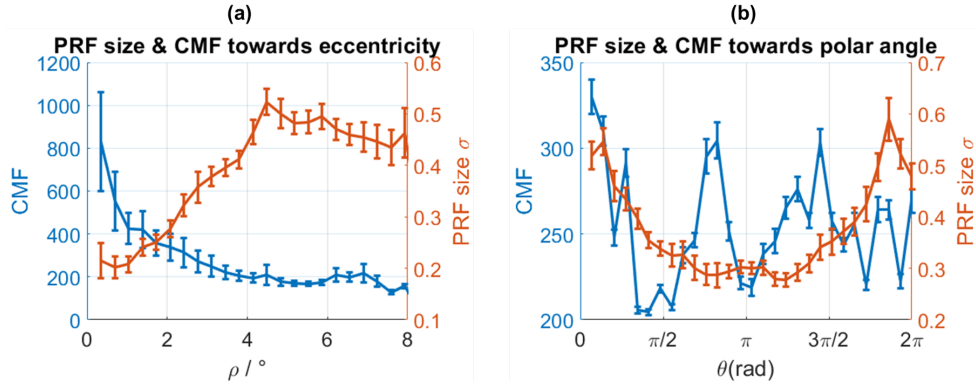 (a)
PRF size & CMF towards eccentricity
CMF
1200
1000
800
600
400
200
0
0 2 4 6 8
ρ / °
0.6
0.5
0.4
0.3
0.2
0.1
PRF size σ
(b)
PRF size & CMF towards polar angle
CMF
350
300
250
200
0 π/2 π 3π/2 2π
θ(rad)
0.7
0.6
0.5
0.4
0.3
0.2
PRF size σ